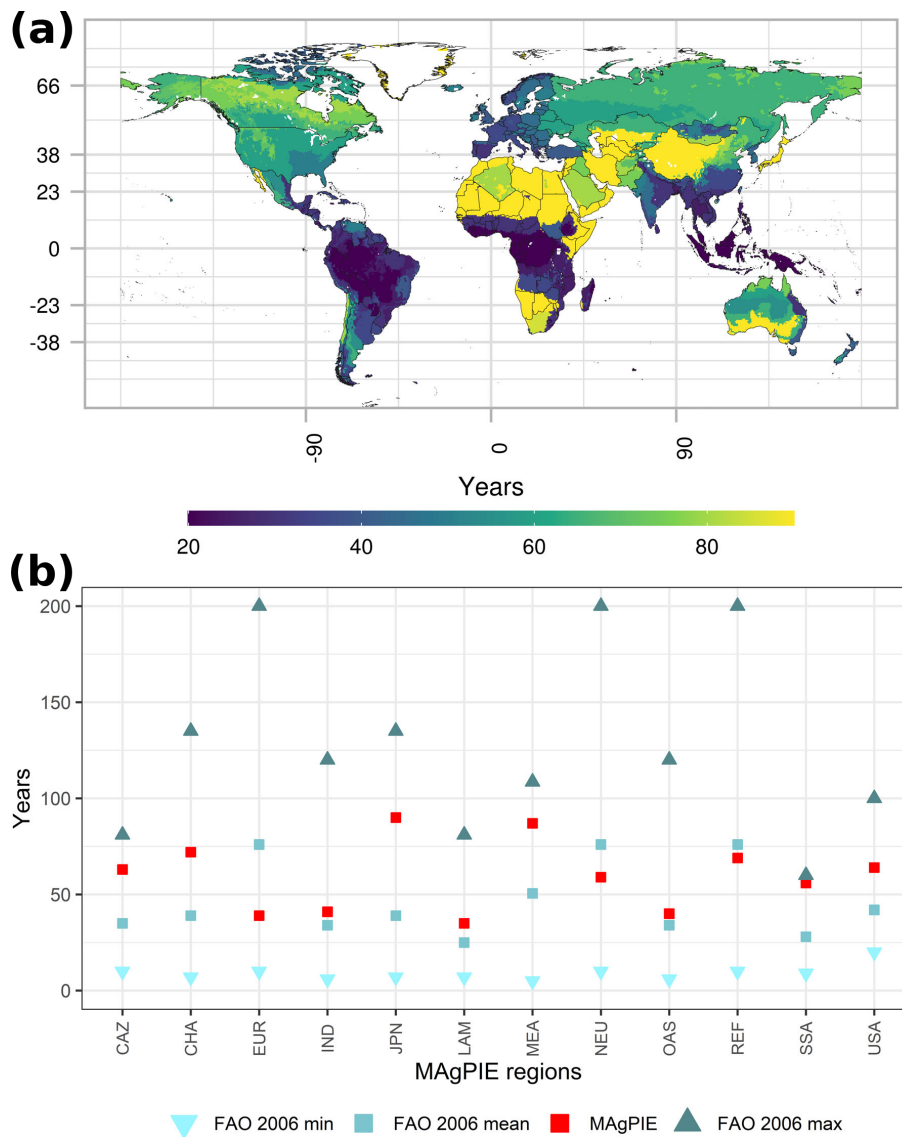 (a)
66
38
23
0
-23
-38
-90
0
90
Years
20 40 60 80
(b)
200
150
100
50
0
Years
CAZ CHA EUR IND JPN LAM MEA NEU OAS REF SSA USA
MAgPIE regions
FAO 2006 min FAO 2006 mean MAgPIE FAO 2006 max